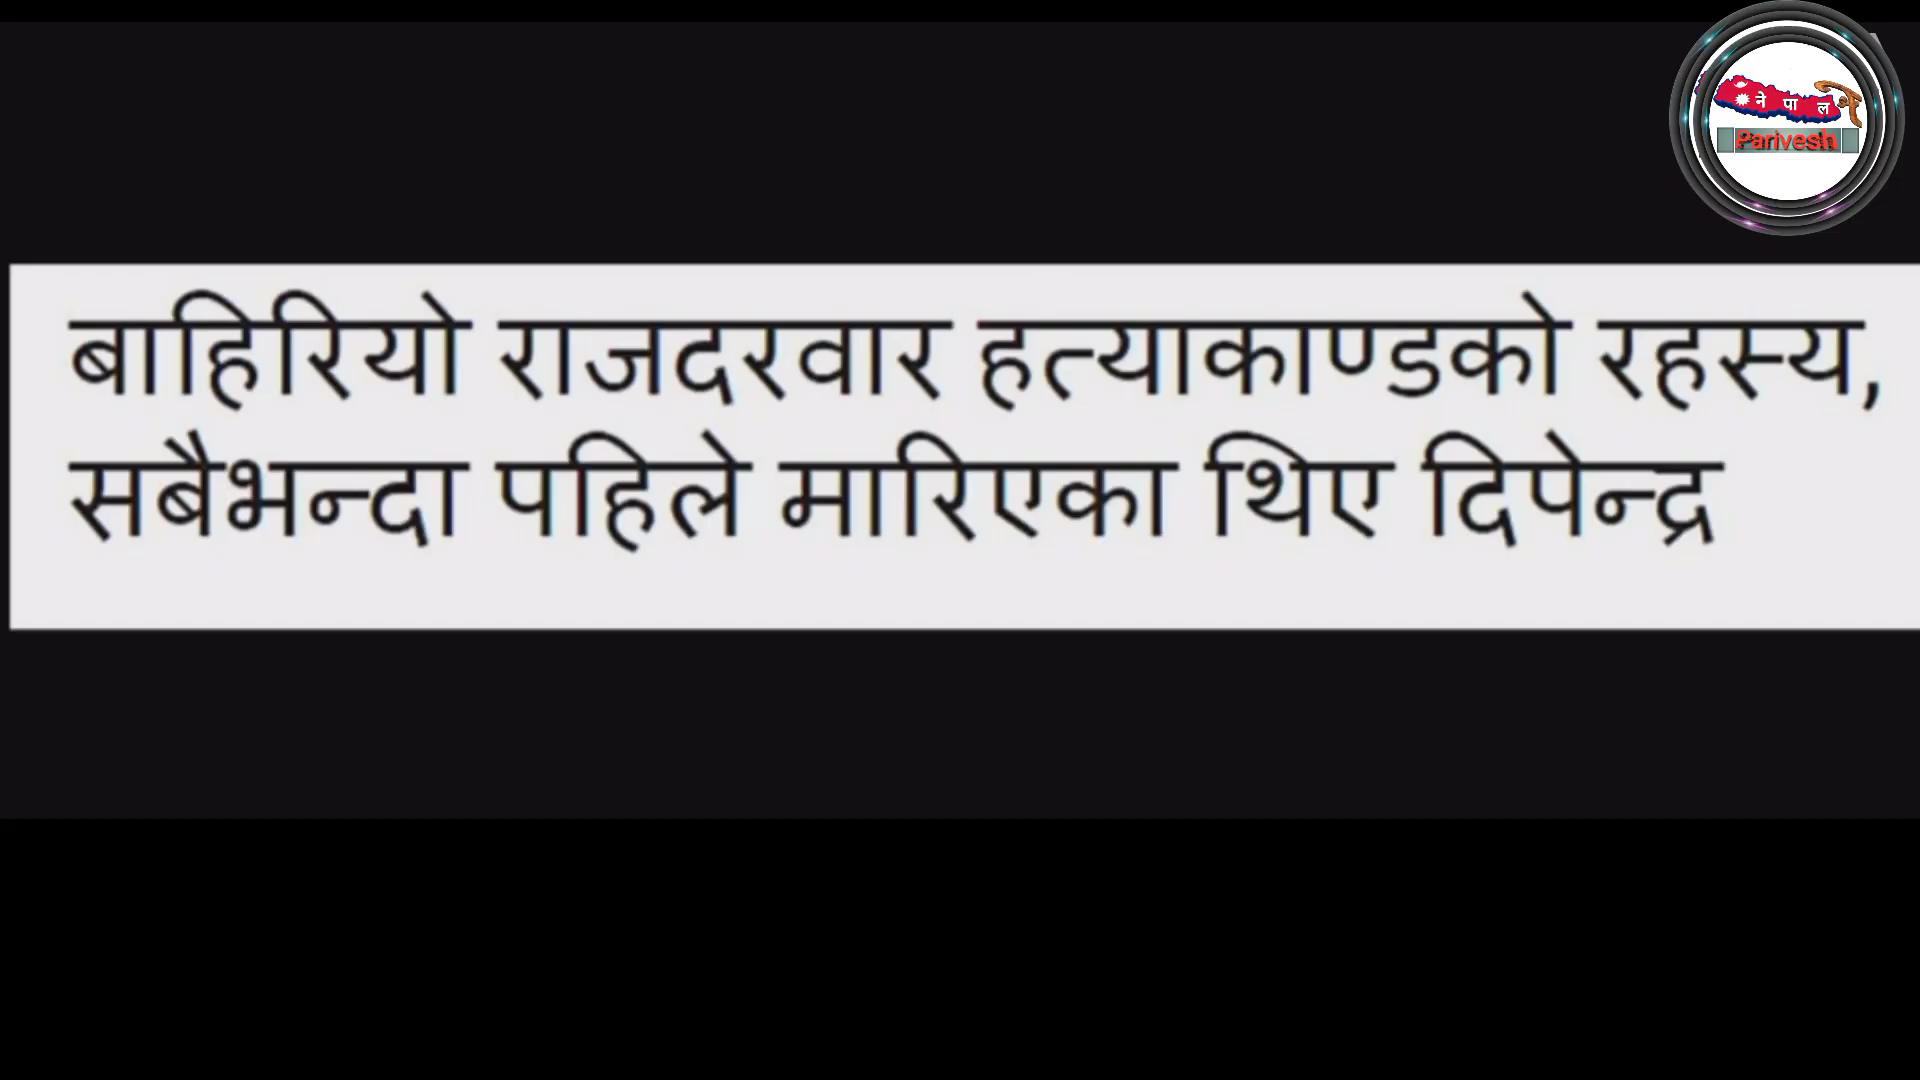 नेपाल
Parivesh
बाहिरियो राजदरवार हत्याकाण्डको रहस्य,
सबैभन्दा पहिले मारिएका थिए दिपेन्द्र